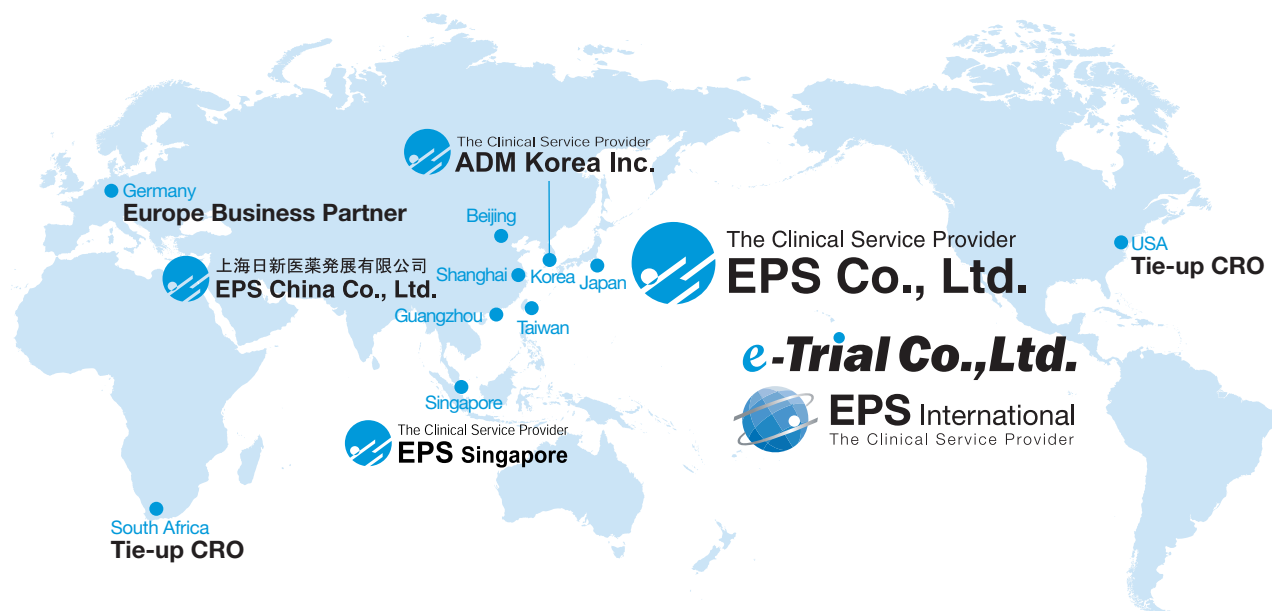 The Clinical Service Provider
ADM Korea Inc.
Germany
Europe Business Partner
Beijing
上海日新医薬発展有限公司
EPS China Co., Ltd.
Shanghai
Korea
Japan
Guangzhou
Taiwan
The Clinical Service Provider
EPS Co., Ltd.
USA
Tie-up CRO
e-Trial Co.,Ltd.
EPS International
The Clinical Service Provider
Singapore
The Clinical Service Provider
EPS Singapore
South Africa
Tie-up CRO